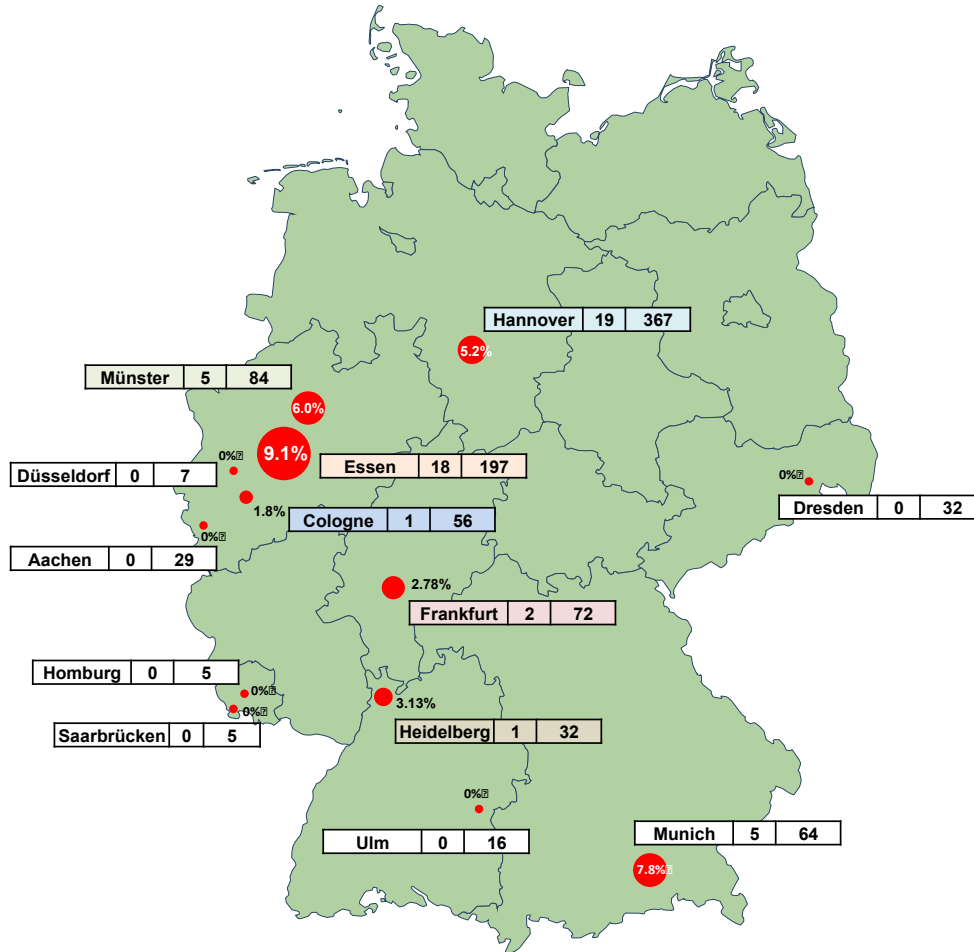 Hannover 19 367
5.2%
Münster 5 84
6.0%
9.1%
Essen 18 197
0%
Düsseldorf 0 7
1.8%
Cologne 1 56
0%
Aachen 0 29
0%
Dresden 0 32
2.78%
Frankfurt 2 72
Homburg 0 5
0%
0%
Saarbrücken 0 5
3.13%
Heidelberg 1 32
0%
Ulm 0 16
Munich 5 64
7.8%